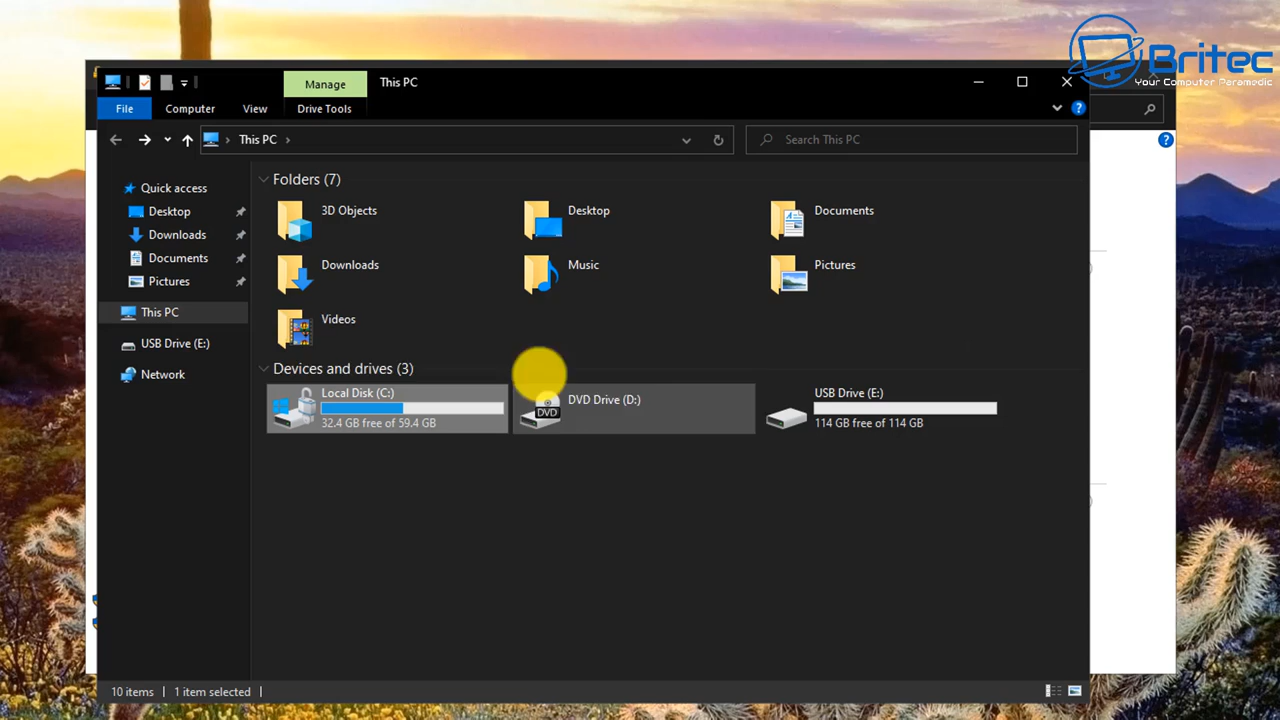 Britec
Your Computer Paramedic
Manage
This PC
File
Computer
View
Drive Tools
This PC
Search This PC
Quick access
Desktop
Downloads
Documents
Pictures
This PC
USB Drive (E:)
Network
Folders (7)
3D Objects
Desktop
Documents
Downloads
Music
Pictures
Videos
Devices and drives (3)
Local Disk (C:)
32.4 GB free of 59.4 GB
DVD
DVD Drive (D:)
USB Drive (E:)
114 GB free of 114 GB
10 items
1 item selected